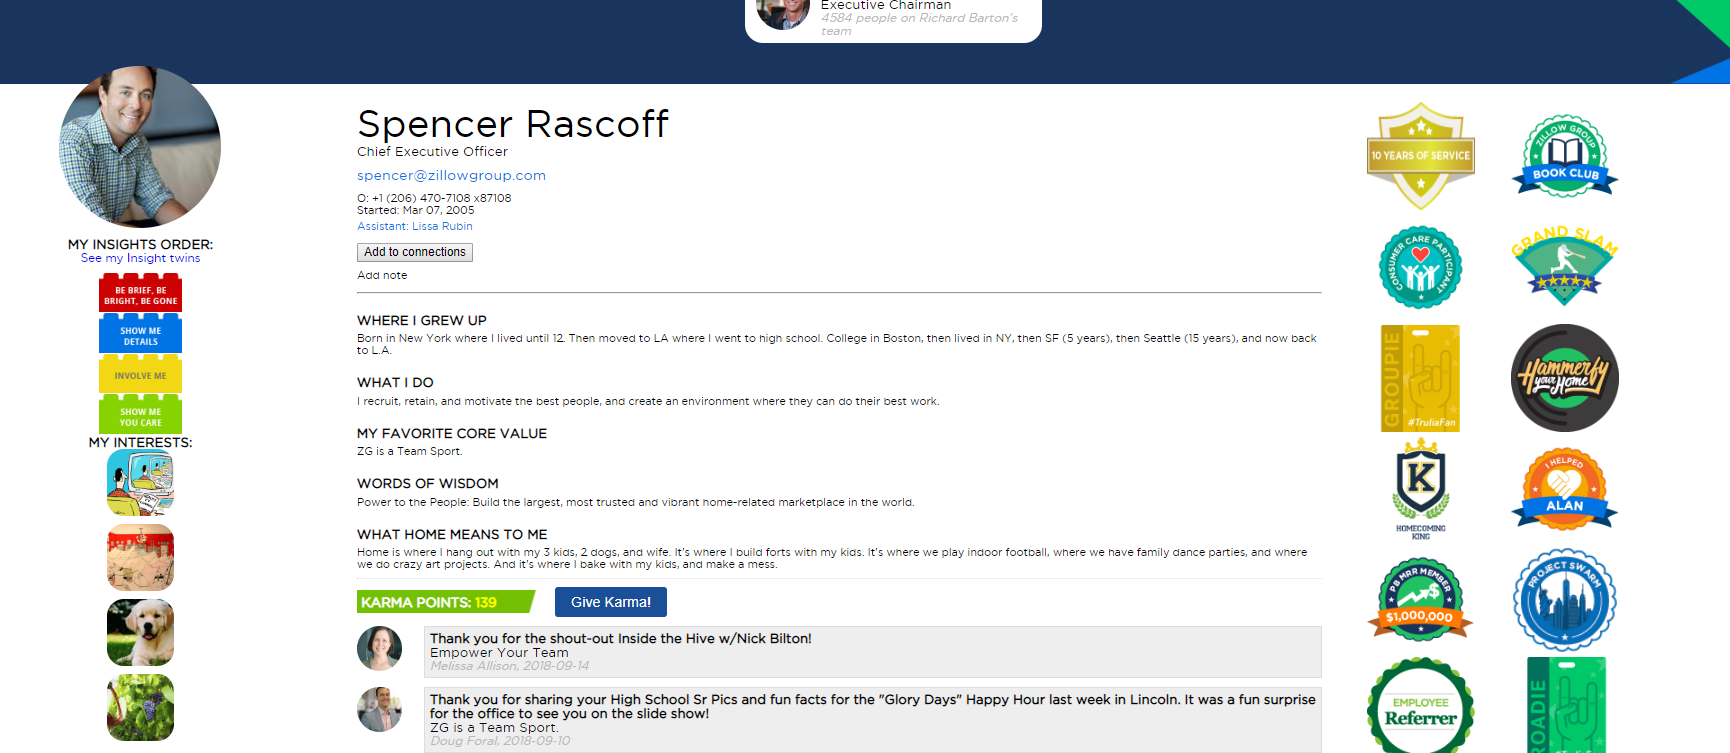 Executive Chairman
4584 people on Richard Barton's
team
Spencer Rascoff
Chief Executive Officer
spencer@zillowgroup.com
O: +1 (206) 470-7108 x87108
Started: Mar 07, 2005
Assistant: Lissa Rubin
Add to connections
Add note
MY INSIGHTS ORDER:
See my Insight twins
BE BRIEF, BE
BRIGHT, BE GONE
SHOW ME
DETAILS
INVOLVE ME
SHOW ME
YOU CARE
MY INTERESTS:
WHERE I GREW UP
Born in New York where I lived until 12. Then moved to LA where I went to high school. College in Boston, then lived in NY, then SF (5 years), then Seattle (15 years), and now back
to L.A.
WHAT I DO
I recruit, retain, and motivate the best people, and create an environment where they can do their best work.
MY FAVORITE CORE VALUE
ZG is a Team Sport.
WORDS OF WISDOM
Power to the People: Build the largest, most trusted and vibrant home-related marketplace in the world.
WHAT HOME MEANS TO ME
Home is where I hang out with my 3 kids, 2 dogs, and wife. It's where I build forts with my kids. It's where we play indoor football, where we have family dance parties, and where
we do crazy art projects. And it's where I bake with my kids, and make a mess.
KARMA POINTS: 139
Give Karma!
Thank you for the shout-out Inside the Hive w/Nick Bilton!
Empower Your Team
Melissa Allison, 2018-09-14
Thank you for sharing your High School Sr Pics and fun facts for the "Glory Days" Happy Hour last week in Lincoln. It was a fun surprise
for the office to see you on the slide show!
ZG is a Team Sport.
Doug Foral, 2018-09-10
10 YEARS OF SERVICE
ZILLOW GROUP
BOOK CLUB
CONSUMER CARE PARTICIPANT
GRAND SLAM
GROUPIE
#TruliaFan
Hammerfy
your Home
K
HOMECOMING
KING
I HELPED
ALAN
PB MRR MEMBER
$1,000,000
PROJECT SWARM
EMPLOYEE
Referrer
ROADIE